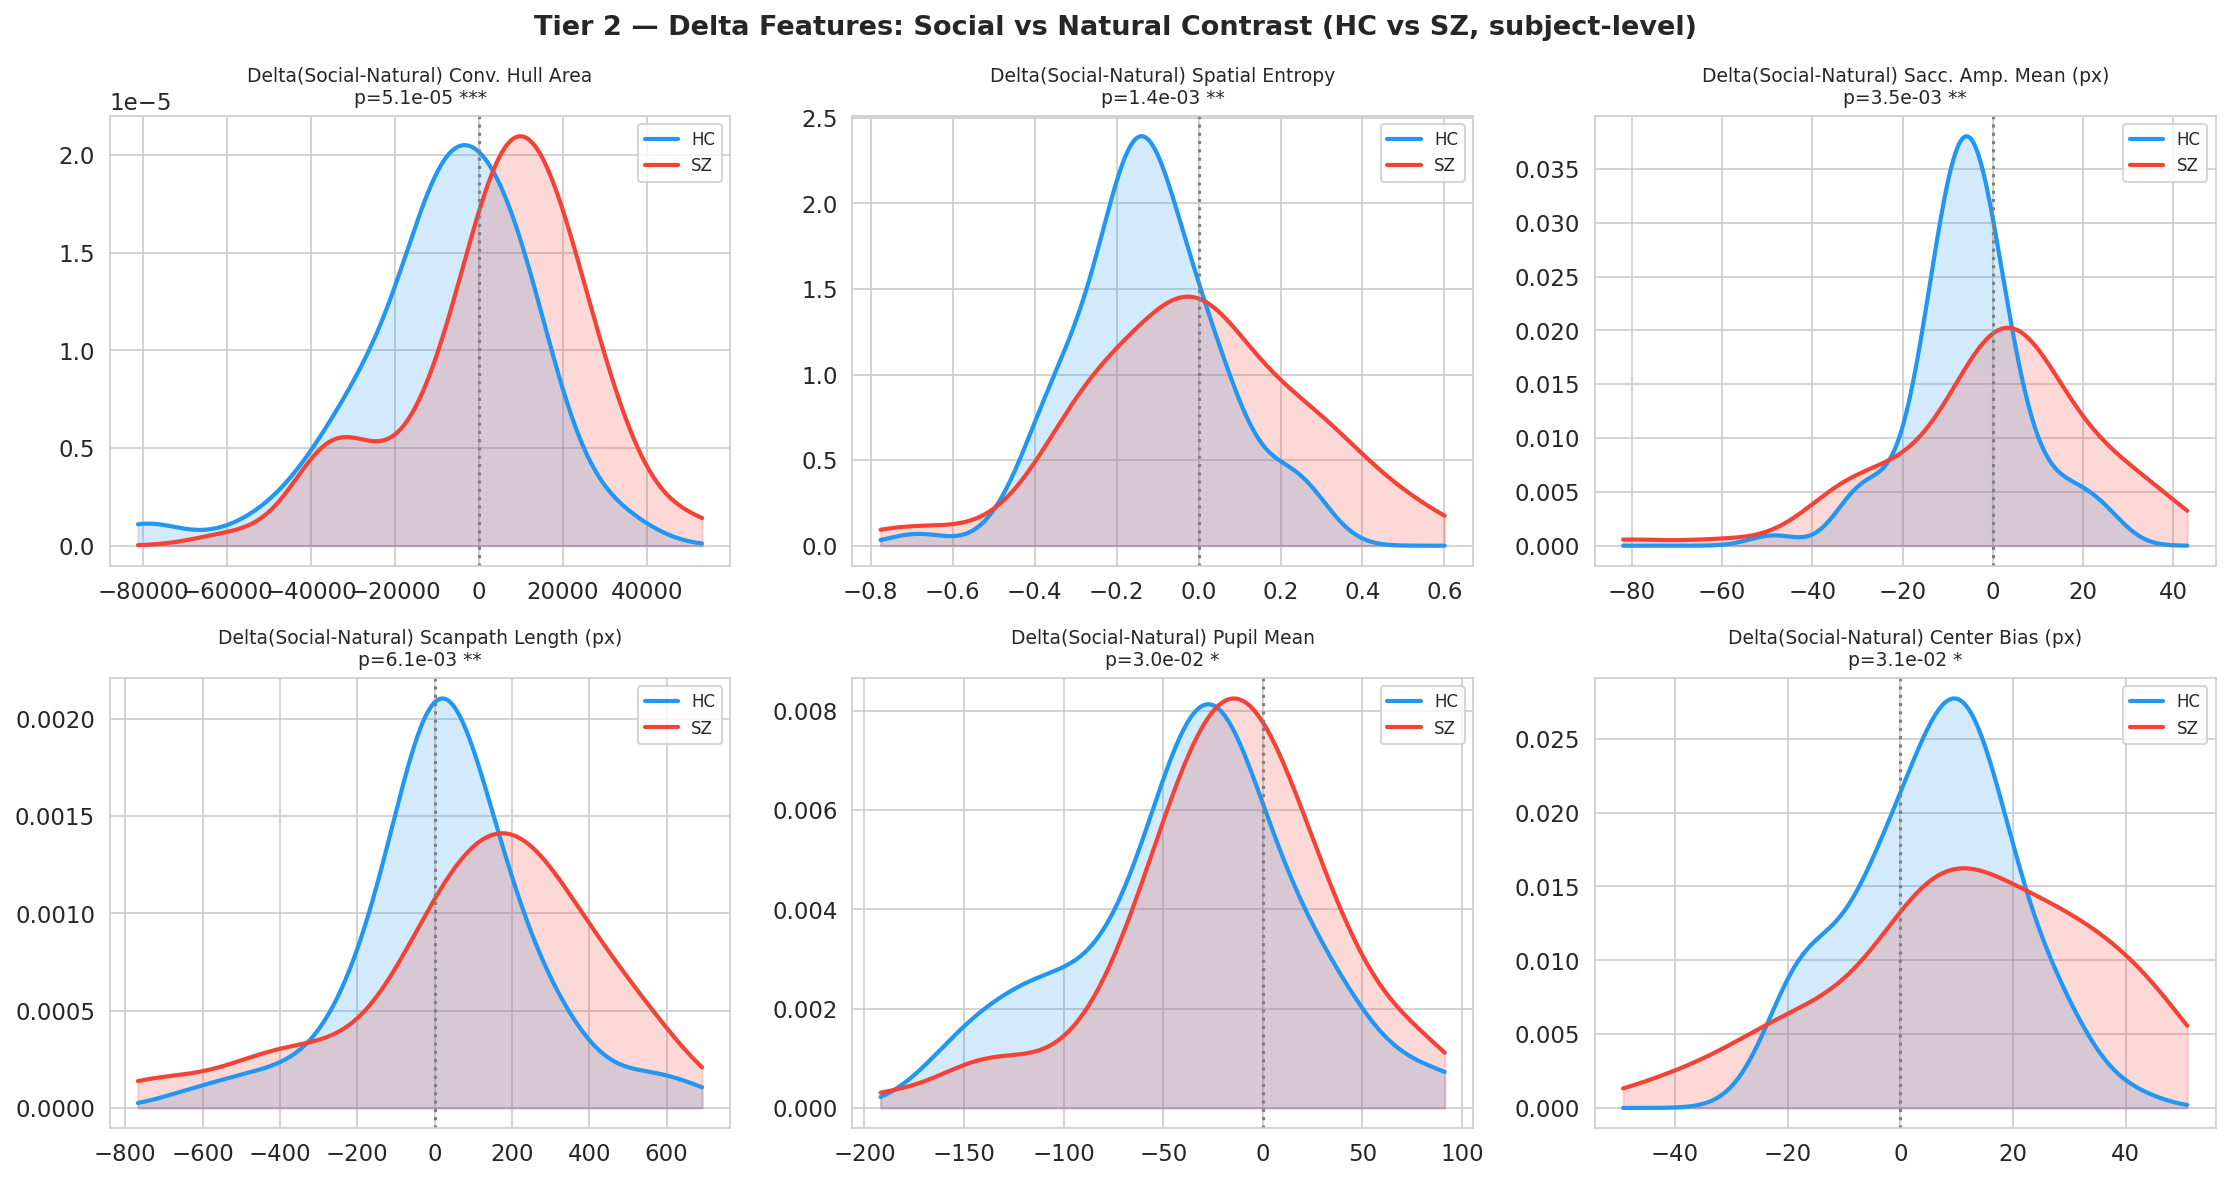 Tier 2 — Delta Features: Social vs Natural Contrast (HC vs SZ, subject-level)
Delta(Social-Natural) Conv. Hull Area
p=5.1e-05 ***
1e−5
HC
SZ
2.0
1.5
1.0
0.5
0.0
−80000 −60000 −40000 −20000 0 20000 40000
Delta(Social-Natural) Spatial Entropy
p=1.4e-03 **
HC
SZ
2.5
2.0
1.5
1.0
0.5
0.0
−0.8 −0.6 −0.4 −0.2 0.0 0.2 0.4 0.6
Delta(Social-Natural) Sacc. Amp. Mean (px)
p=3.5e-03 **
HC
SZ
0.035
0.030
0.025
0.020
0.015
0.010
0.005
0.000
−80 −60 −40 −20 0 20 40
Delta(Social-Natural) Scanpath Length (px)
p=6.1e-03 **
HC
SZ
0.0020
0.0015
0.0010
0.0005
0.0000
−800 −600 −400 −200 0 200 400 600
Delta(Social-Natural) Pupil Mean
p=3.0e-02 *
HC
SZ
0.008
0.006
0.004
0.002
0.000
−200 −150 −100 −50 0 50 100
Delta(Social-Natural) Center Bias (px)
p=3.1e-02 *
HC
SZ
0.025
0.020
0.015
0.010
0.005
0.000
−40 −20 0 20 40